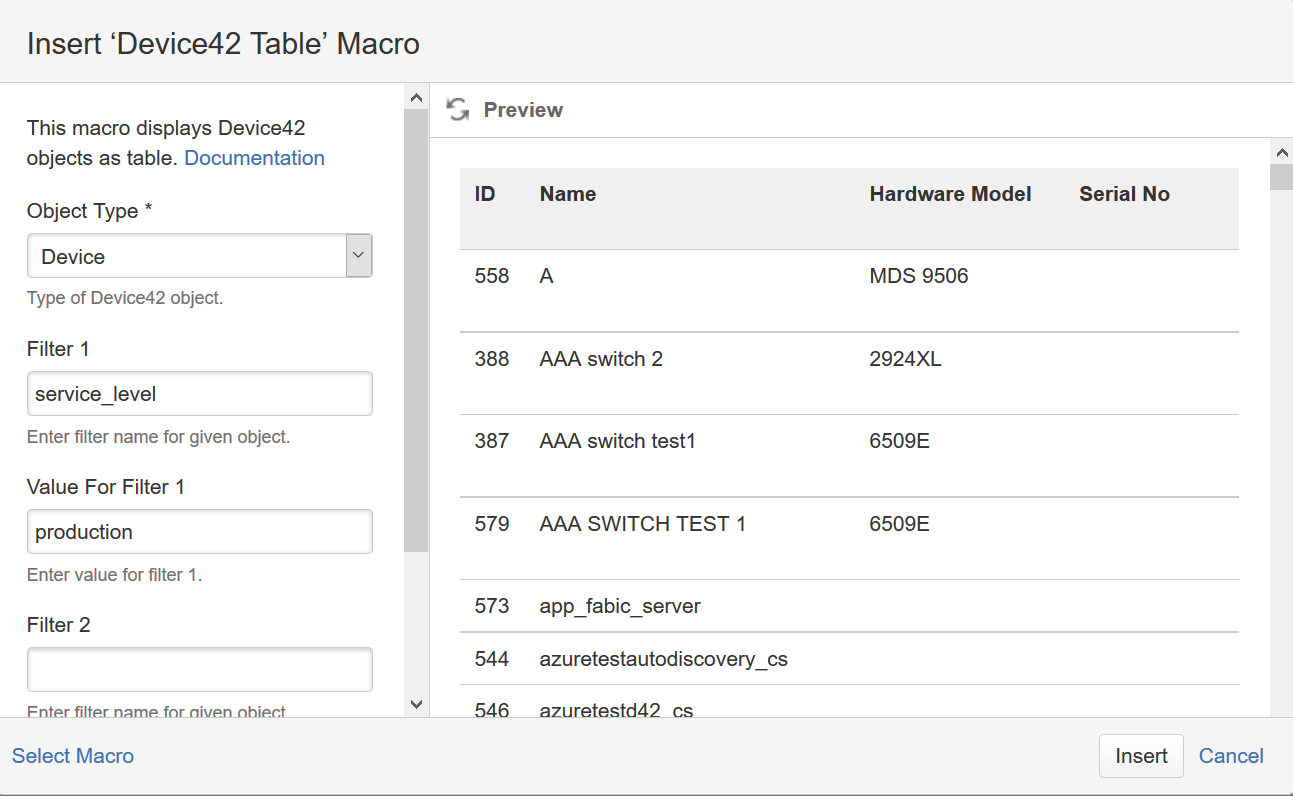 Insert ‘Device42 Table’ Macro
This macro displays Device42
objects as table. Documentation
Object Type *
Device
Type of Device42 object.
Filter 1
service_level
Enter filter name for given object.
Value For Filter 1
production
Enter value for filter 1.
Filter 2
Enter filter name for given object
Preview
ID Name Hardware Model Serial No
558 A MDS 9506
388 AAA switch 2 2924XL
387 AAA switch test1 6509E
579 AAA SWITCH TEST 1 6509E
573 app_fabic_server
544 azuretestautodiscovery_cs
546 azuretestd42_cs
Select Macro
Insert Cancel